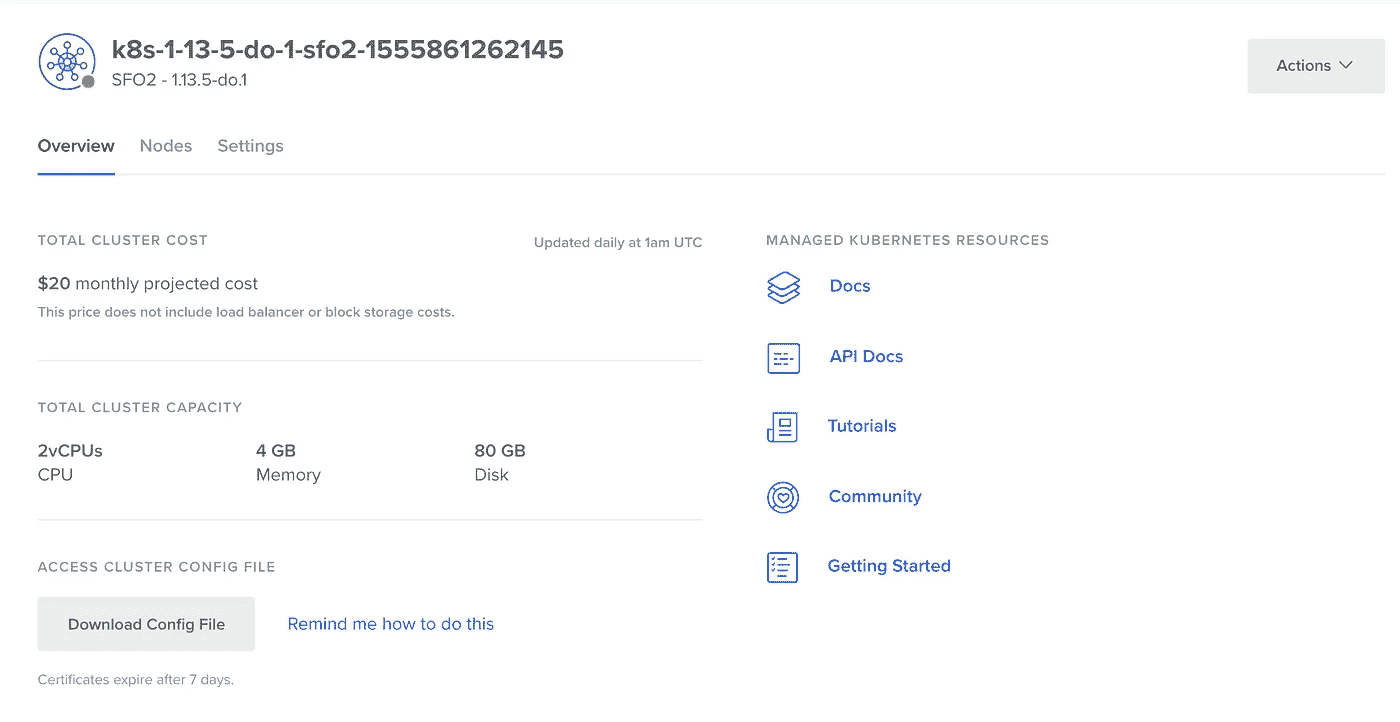 k8s-1-13-5-do-1-sfo2-1555861262145
SFO2 - 1.13.5-do.1
Actions
Overview Nodes Settings
TOTAL CLUSTER COST
Updated daily at 1am UTC
$20 monthly projected cost
This price does not include load balancer or block storage costs.
TOTAL CLUSTER CAPACITY
2vCPUs 4 GB 80 GB
CPU Memory Disk
ACCESS CLUSTER CONFIG FILE
Download Config File Remind me how to do this
Certificates expire after 7 days.
MANAGED KUBERNETES RESOURCES
Docs
API Docs
Tutorials
Community
Getting Started